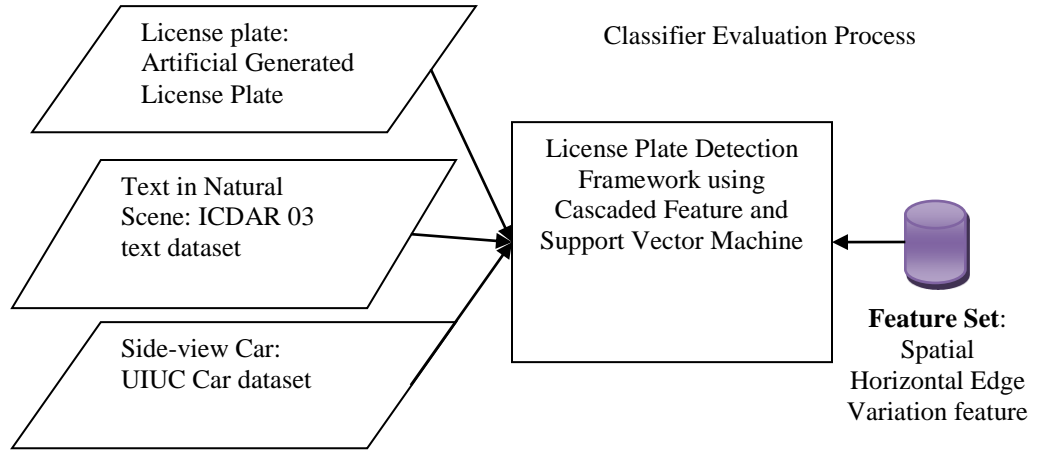 License plate:
Artificial Generated
License Plate
Classifier Evaluation Process
Text in Natural
Scene: ICDAR 03
text dataset
License Plate Detection
Framework using
Cascaded Feature and
Support Vector Machine
Side-view Car:
UIUC Car dataset
Feature Set:
Spatial
Horizontal Edge
Variation feature